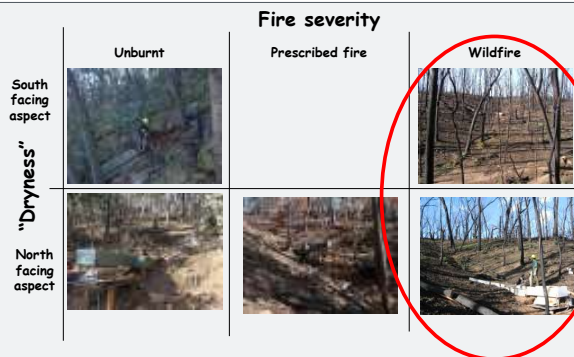 Fire severity
Unburnt
Prescribed fire
Wildfire
South
facing
aspect
"Dryness"
North
facing
aspect